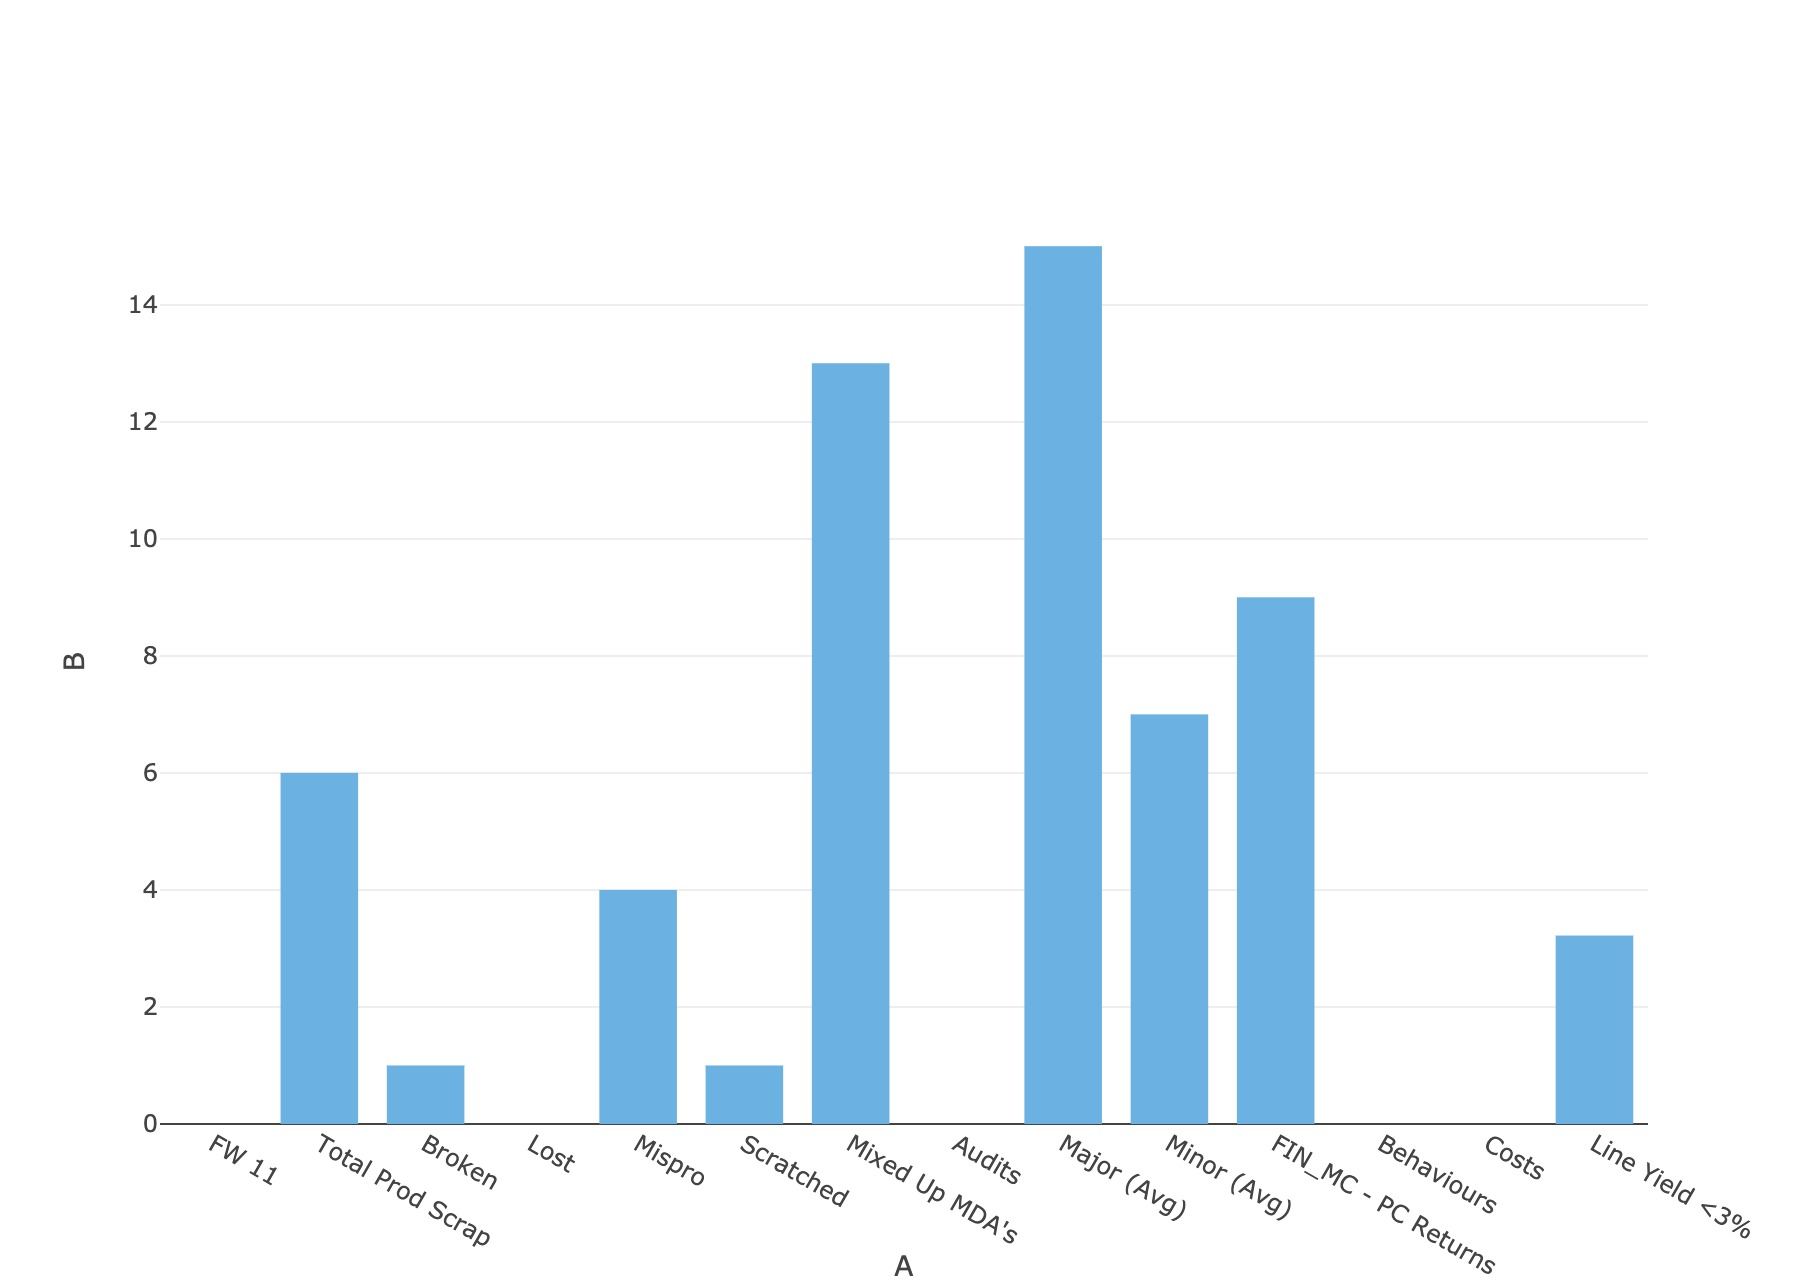 14
12
10
8
6
4
2
0
B
FW 11
Total Prod Scrap
Broken
Lost
Mispro
Scratched
Mixed Up MDA's
Audits
Major (Avg)
Minor (Avg)
FIN_MC - PC Returns
Behaviours
Costs
Line Yield <3%
A